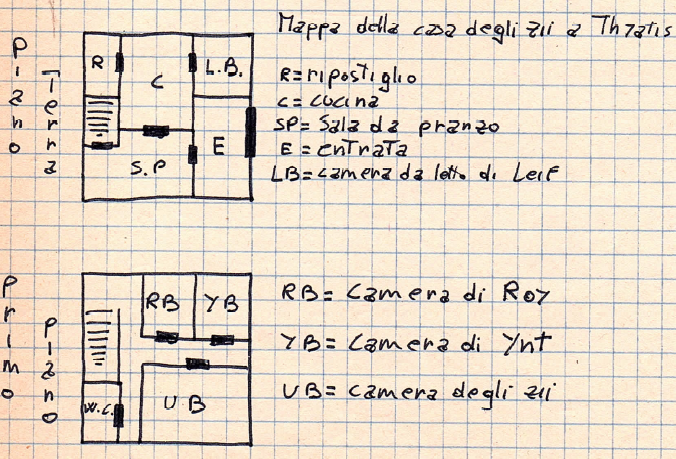 Mappa della casa degli zii a Thratis
Piano
Terra
R
C
L.B.
E
S.P
R=ripostiglio
C=cucina
SP= Sala da pranzo
E = entrata
LB=camera da letto di Leif
Primo
Piano
RB
YB
W.C.
UB
RB= Camera di Roy
YB= Camera di Ynt
UB= camera degli zii